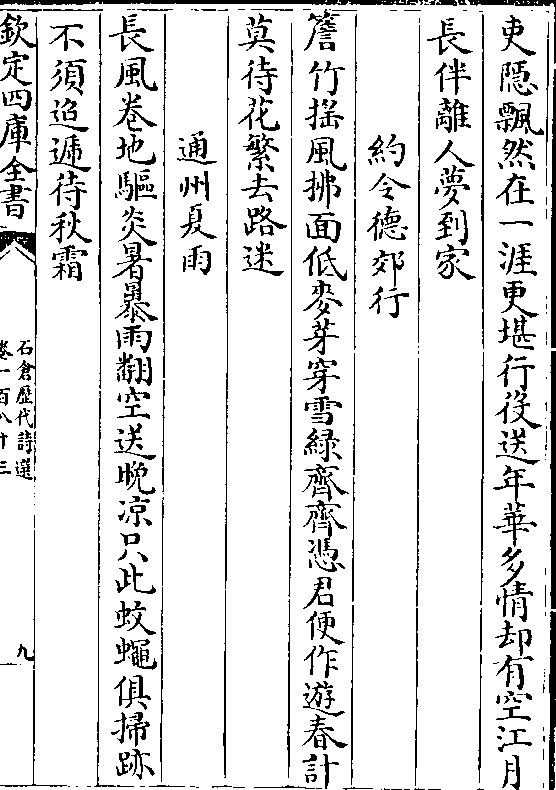 吏隠飄然在一涯更堪行役送年華多情却有空江月
長伴離人夢到家
約令德郊行
簷竹揺風拂面低麥芽穿雪緑齊齊憑君便作遊春計
莫待花繁去路迷
通州夏雨
長風卷地驅炎暑暴雨翻空送晚凉只此蚊蠅俱掃跡
不須迢遞待秋霜
欽定四庫全書
石倉歴代詩選
卷一百八十三
九